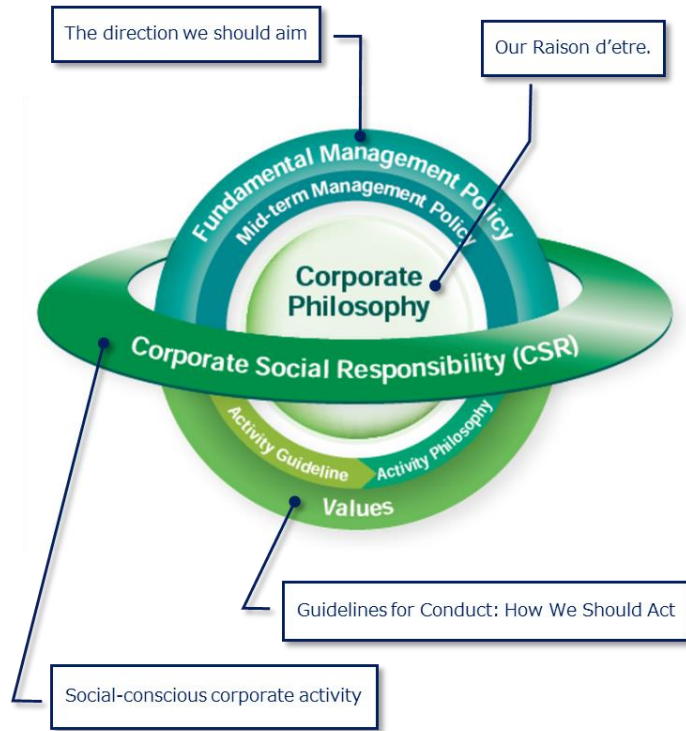 The direction we should aim
Our Raison d'etre.
Fundamental Management Policy
Mid-term Management Policy
Corporate
Philosophy
Corporate Social Responsibility (CSR)
Activity Guideline
Activity Philosophy
Values
Guidelines for Conduct: How We Should Act
Social-conscious corporate activity